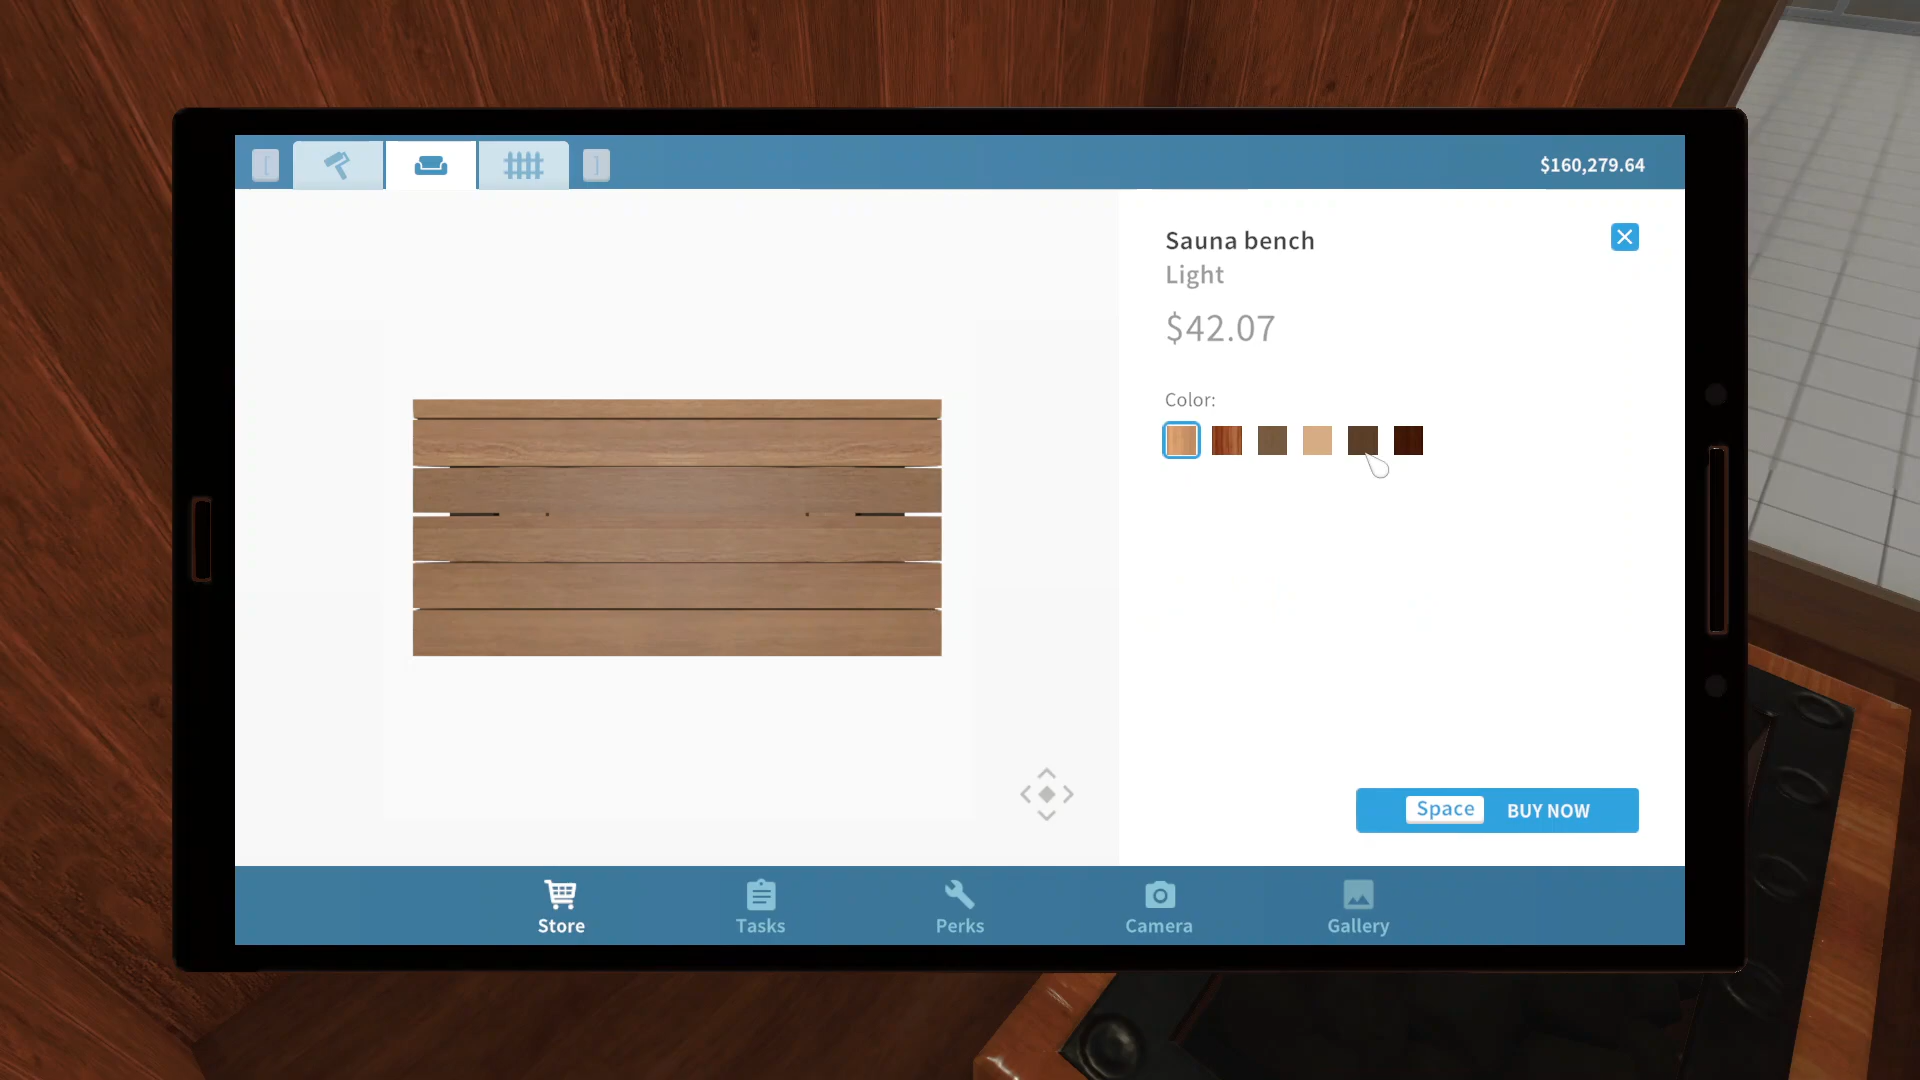 [
]
$160,279.64
Sauna bench
Light
$42.07
Color:
Space BUY NOW
Store
Tasks
Perks
Camera
Gallery